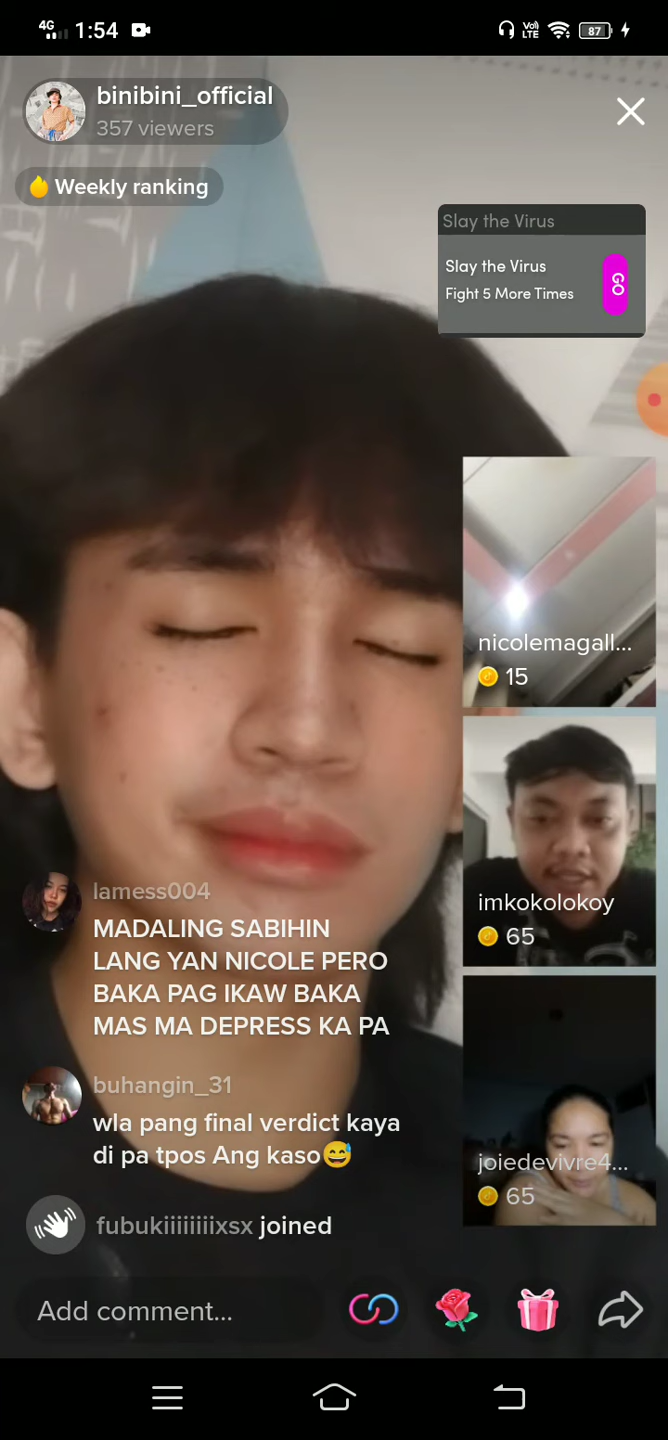 4G 1:54 Vo) LTE 87
binibini_official
357 viewers
Weekly ranking
Slay the Virus
Slay the Virus
Fight 5 More Times
GO
nicolemagall...
15
imkokolokoy
65
joiedevivre4...
65
lamess004
MADALING SABIHIN
LANG YAN NICOLE PERO
BAKA PAG IKAW BAKA
MAS MA DEPRESS KA PA
buhangin_31
wla pang final verdict kaya
di pa tpos Ang kaso😅
fubukiiiiiiiixsx joined
Add comment...